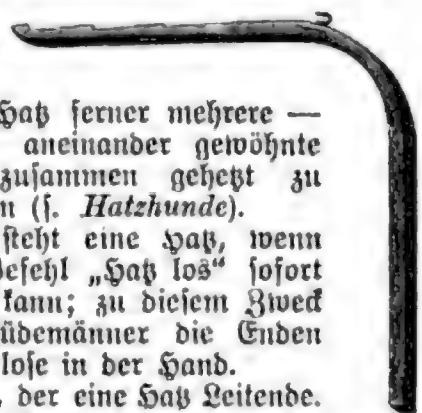 Hatz ferner mehrere —
aneinander gewöhnte
zusammen gehetzt zu
n (s. Hatzhunde).
steht eine Hatz, wenn
Befehl „Hatz los“ sofort
kann; zu diesem Zweck
üdemänner die Enden
lose in der Hand.
, der eine Hatz Leitende.